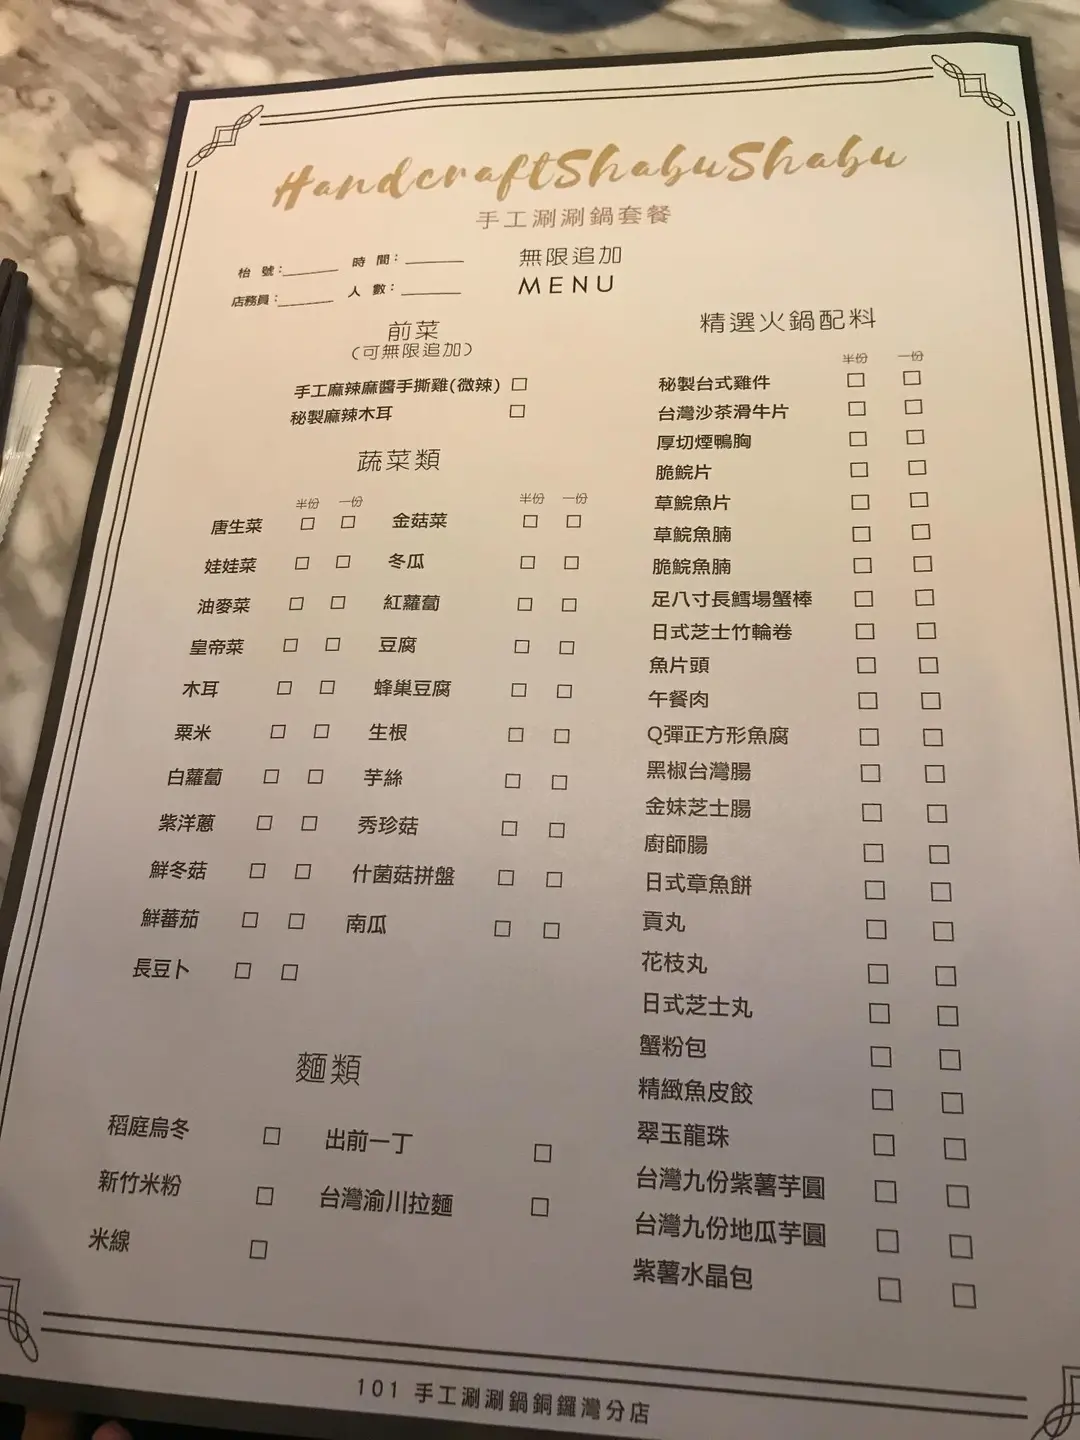 HandcraftShabuShabu
手工涮涮鍋套餐
無限追加
MENU
枱 號：
時 間：
店務員：
人 數：
前菜
（可無限追加）
手工麻辣麻醬手撕雞(微辣) □
秘製麻辣木耳 □
蔬菜類
半份 一份 半份 一份
唐生菜 □ □ 金菇菜 □ □
娃娃菜 □ □ 冬瓜 □ □
油麥菜 □ □ 紅蘿蔔 □ □
皇帝菜 □ □ 豆腐 □ □
木耳 □ □ 蜂巢豆腐 □ □
粟米 □ □ 生根 □ □
白蘿蔔 □ □ 芋絲 □ □
紫洋蔥 □ □ 秀珍菇 □ □
鮮冬菇 □ □ 什菌菇拼盤 □ □
鮮蕃茄 □ □ 南瓜 □ □
長豆卜 □ □
麵類
稻庭烏冬 □ 出前一丁 □
新竹米粉 □ 台灣渝川拉麵 □
米線 □
精選火鍋配料
半份 一份
秘製台式雞件 □ □
台灣沙茶滑牛片 □ □
厚切煙鴨胸 □ □
脆鯇片 □ □
草鯇魚片 □ □
草鯇魚腩 □ □
脆鯇魚腩 □ □
足八寸長鱈場蟹棒 □ □
日式芝士竹輪卷 □ □
魚片頭 □ □
午餐肉 □ □
Q彈正方形魚腐 □ □
黑椒台灣腸 □ □
金妹芝士腸 □ □
廚師腸 □ □
日式章魚餅 □ □
貢丸 □ □
花枝丸 □ □
日式芝士丸 □ □
蟹粉包 □ □
精緻魚皮餃 □ □
翠玉龍珠 □ □
台灣九份紫薯芋圓 □ □
台灣九份地瓜芋圓 □ □
紫薯水晶包 □ □
101 手工涮涮鍋銅鑼灣分店